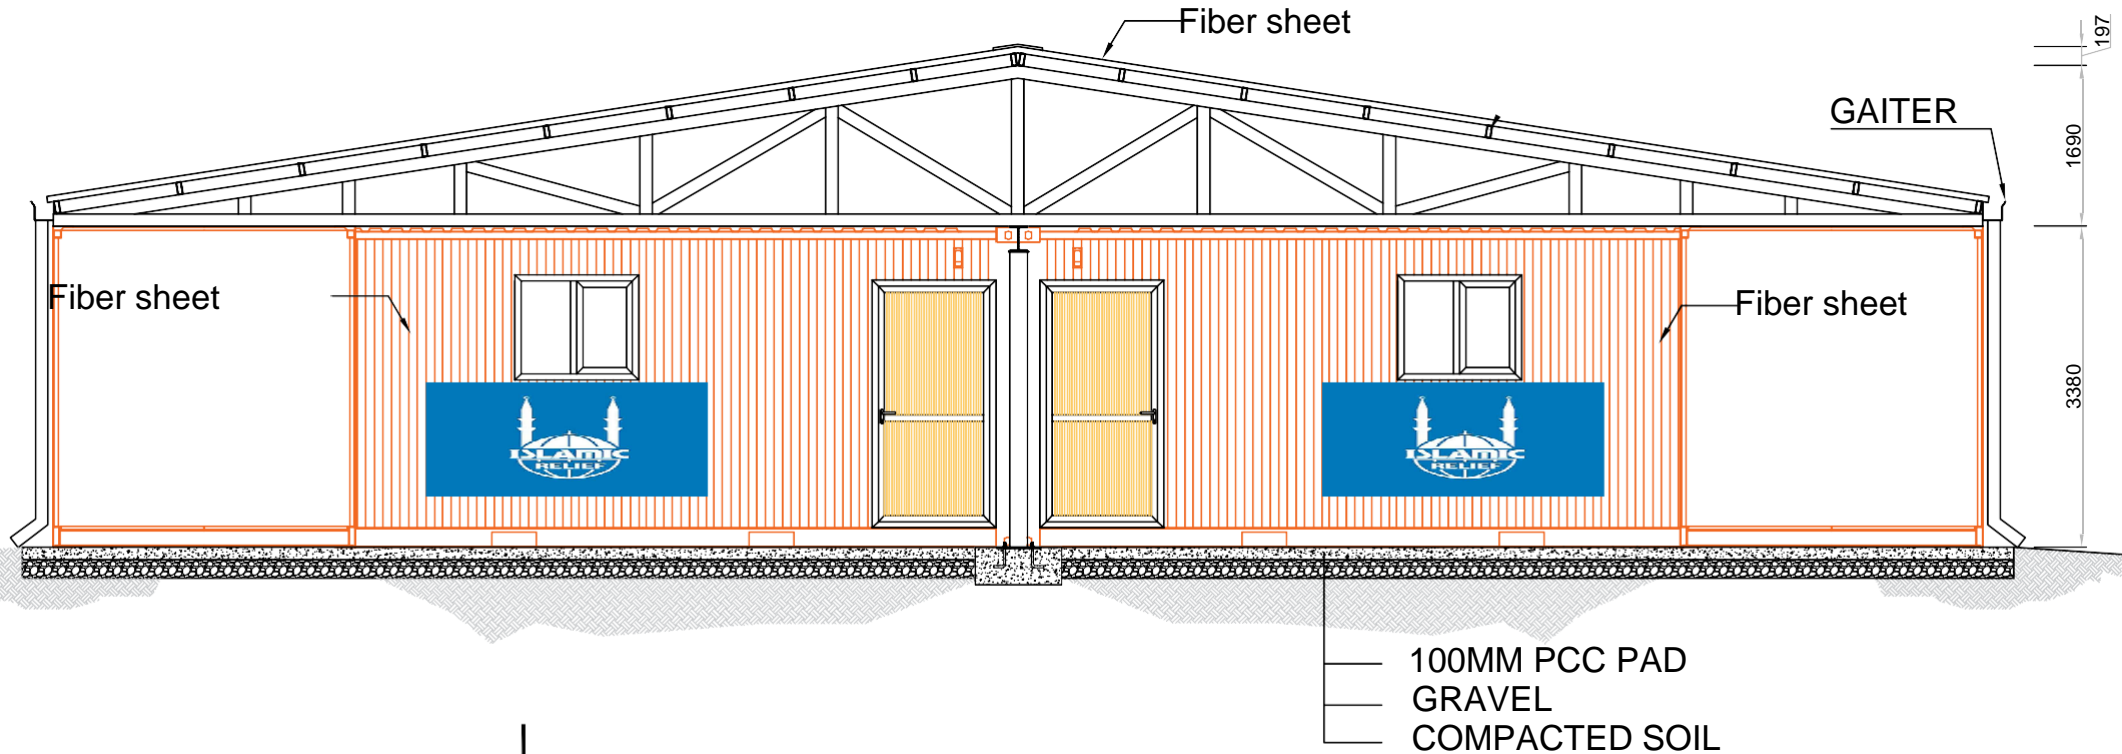 Fiber sheet
197
GAITER
1690
Fiber sheet
Fiber sheet
3380
ISLAMIC
RELIEF
ISLAMIC
RELIEF
100MM PCC PAD
GRAVEL
COMPACTED SOIL